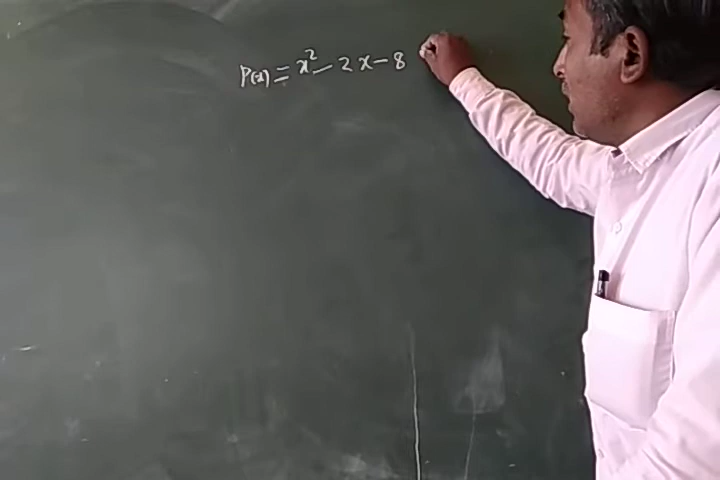 P(x) = x² - 2x - 8